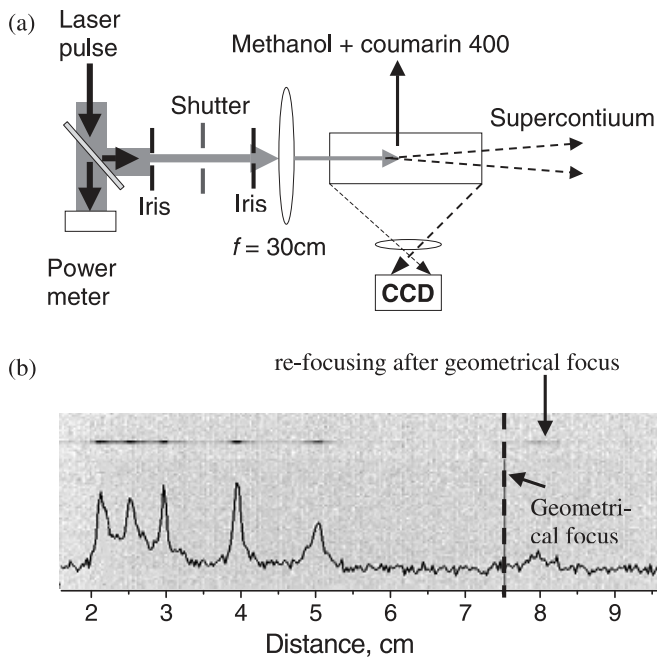 (a)
Laser
pulse
Methanol + coumarin 400
Shutter
Supercontiuum
Iris
Iris
f = 30cm
Power
meter
CCD
(b)
re-focusing after geometrical focus
Geometri-
cal focus
2 3 4 5 6 7 8 9
Distance, cm